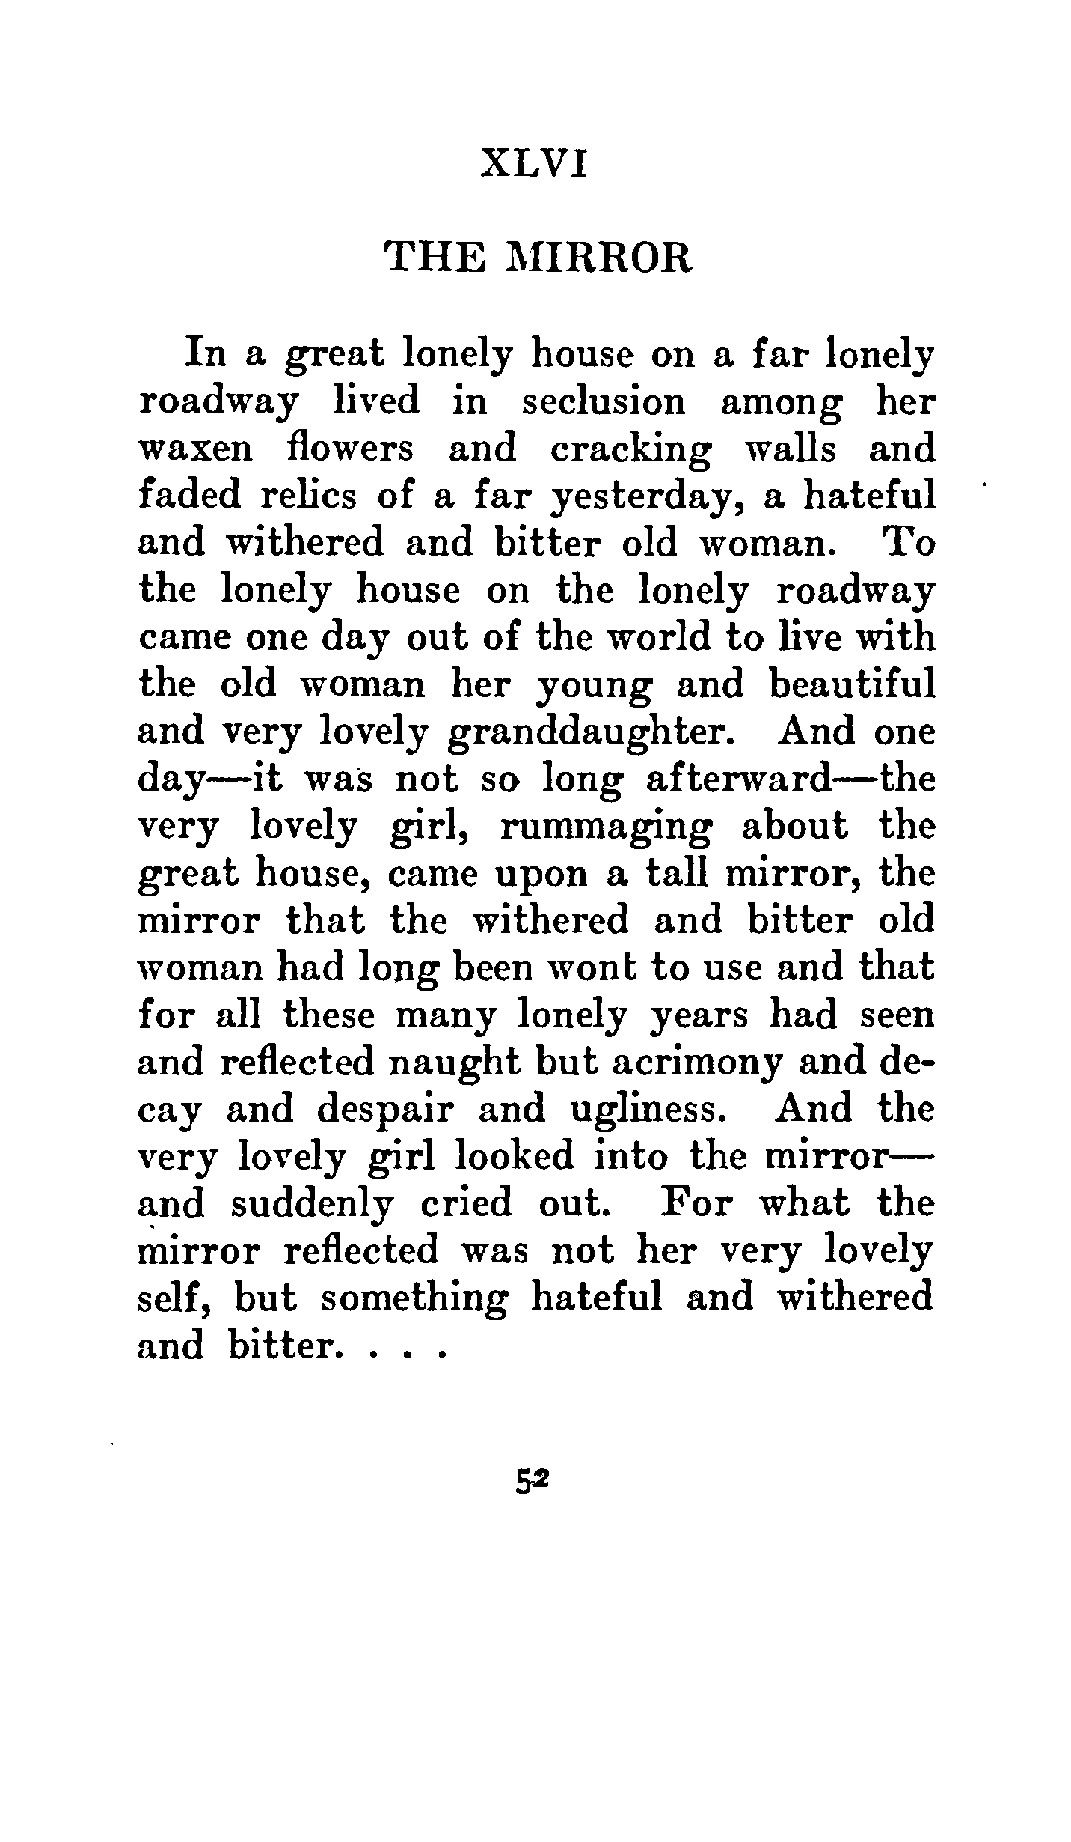 XLVI
THE MIRROR
In a great lonely house on a far lonely
roadway lived in seclusion among her
waxen flowers and cracking walls and
faded relics of a far yesterday, a hateful
and withered and bitter old woman. To
the lonely house on the lonely roadway
came one day out of the world to live with
the old woman her young and beautiful
and very lovely granddaughter. And one
day—it was not so long afterward—the
very lovely girl, rummaging about the
great house, came upon a tall mirror, the
mirror that the withered and bitter old
woman had long been wont to use and that
for all these many lonely years had seen
and reflected naught but acrimony and de-
cay and despair and ugliness. And the
very lovely girl looked into the mirror—
and suddenly cried out. For what the
mirror reflected was not her very lovely
self, but something hateful and withered
and bitter. . . .
52